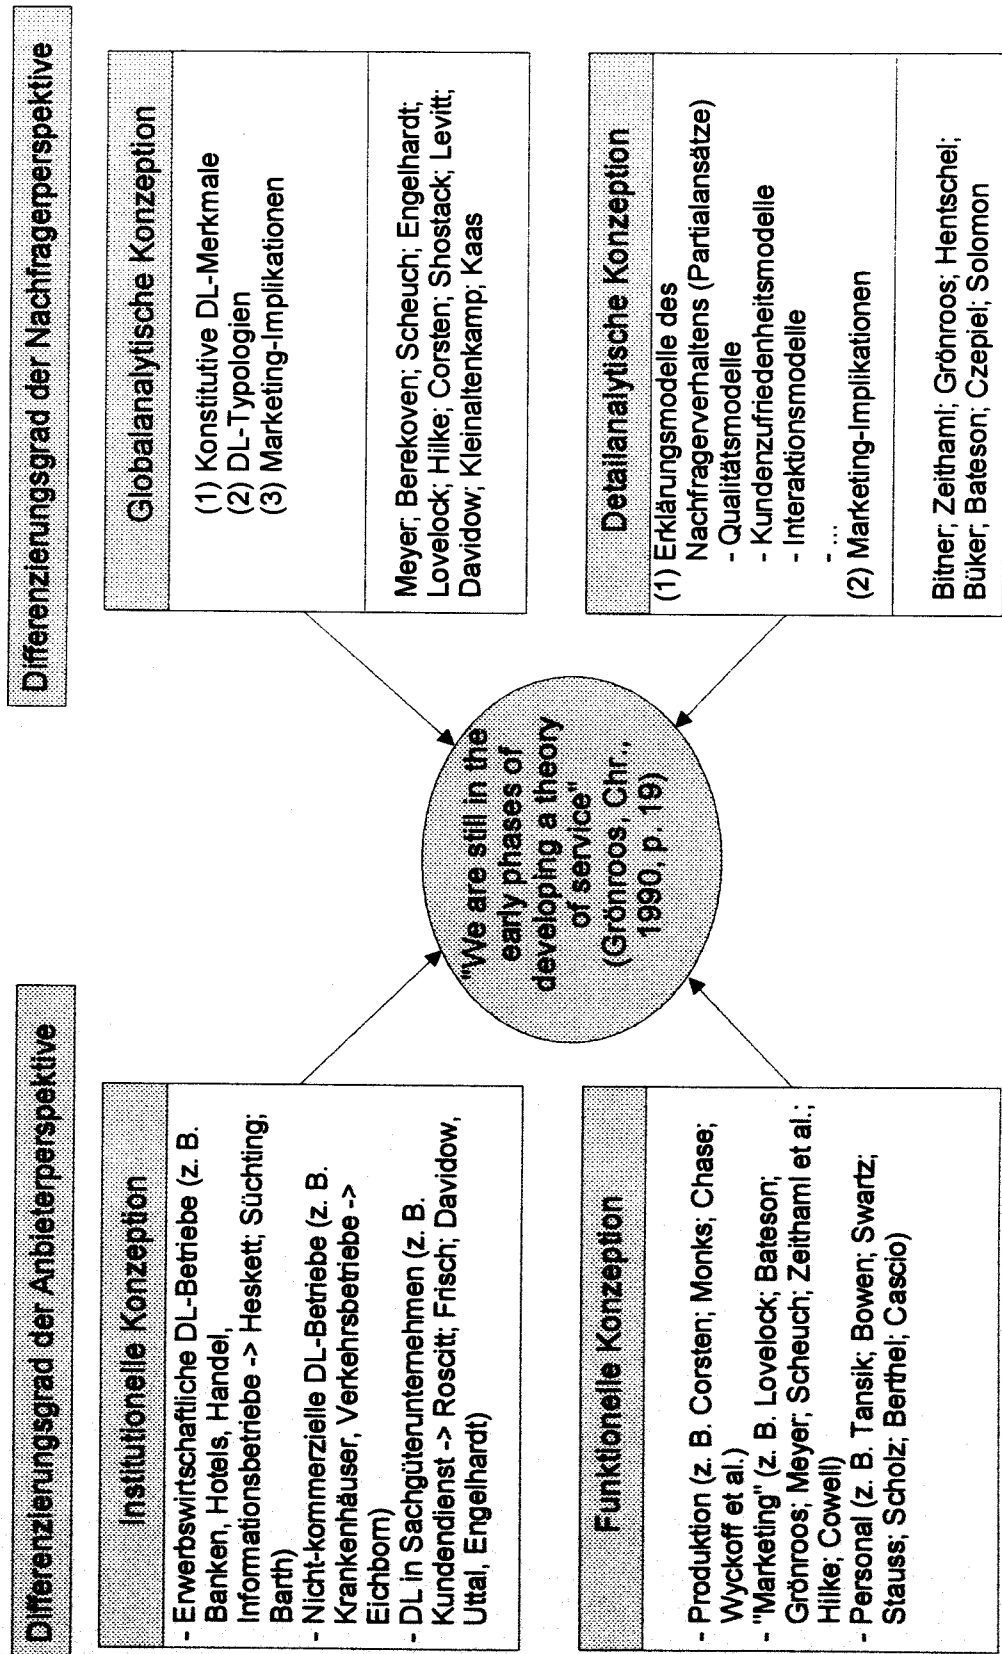 Differenzierungsgrad der Anbieterperspektive
Institutionelle Konzeption
- Erwerbswirtschaftliche DL-Betriebe (z. B.
Banken, Hotels, Handel,
Informationsbetriebe -> Heskett; Süchting;
Barth)
- Nicht-kommerzielle DL-Betriebe (z. B.
Krankenhäuser, Verkehrsbetriebe ->
Eichborn)
- DL in Sachgüterunternehmen (z. B.
Kundendienst -> Roscitt; Frisch; Davidow,
Uttal, Engelhardt)
Funktionelle Konzeption
- Produktion (z. B. Corsten; Monks; Chase;
Wyckoff et al.)
- "Marketing" (z. B. Lovelock; Bateson;
Grönroos; Meyer; Scheuch; Zeithaml et al.;
Hilke; Cowell)
- Personal (z. B. Tansik; Bowen; Swartz;
Stauss; Scholz; Berthel; Cascio)
"We are still in the
early phases of
developing a theory
of service"
(Grönroos, Chr.,
1990, p. 19)
Differenzierungsgrad der Nachfragerperspektive
Globalanalytische Konzeption
(1) Konstitutive DL-Merkmale
(2) DL-Typologien
(3) Marketing-Implikationen
Meyer; Berekoven; Scheuch; Engelhardt;
Lovelock; Hilke; Corsten; Shostack; Levitt;
Davidow; Kleinaltenkamp; Kaas
Detailanalytische Konzeption
(1) Erklärungsmodelle des
Nachfragerverhaltens (Partialansätze)
- Qualitätsmodelle
- Kundenzufriedenheitsmodelle
- Interaktionsmodelle
- ...
(2) Marketing-Implikationen
Bitner; Zeithaml; Grönroos; Hentschel;
Büker; Bateson; Czepiel; Solomon